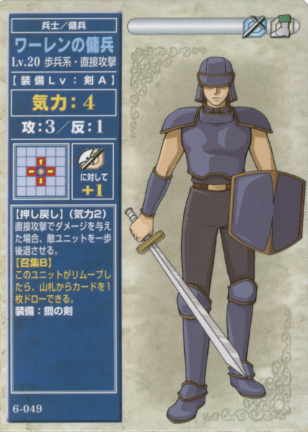 兵士／傭兵
ワーレンの傭兵
Lv.20 歩兵系・直接攻撃
【装備Lv：剣A】
気力：4
攻：3／反：1
に対して
+1
【押し戻し】（気力2）
直接攻撃でダメージを与え
た場合、敵ユニットを一歩
後退させる。
【召集B】
このユニットがリムーブし
たら、山札からカードを1
枚ドローできる。
装備：鋼の剣
6-049